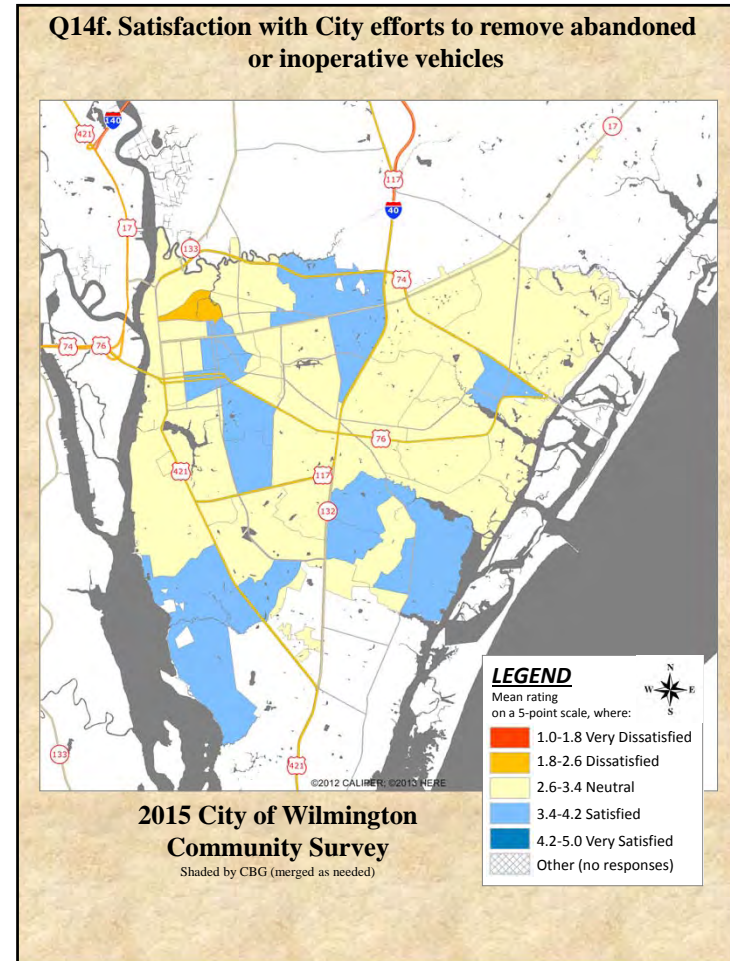 Q14f. Satisfaction with City efforts to remove abandoned
or inoperative vehicles
140
421
17
117
40
17
133
74
74
76
76
421
117
132
133
421
©2012 CALIPER; ©2013 HERE
LEGEND
Mean rating
on a 5-point scale, where:
N
W E
S
1.0-1.8 Very Dissatisfied
1.8-2.6 Dissatisfied
2.6-3.4 Neutral
3.4-4.2 Satisfied
4.2-5.0 Very Satisfied
Other (no responses)
2015 City of Wilmington
Community Survey
Shaded by CBG (merged as needed)